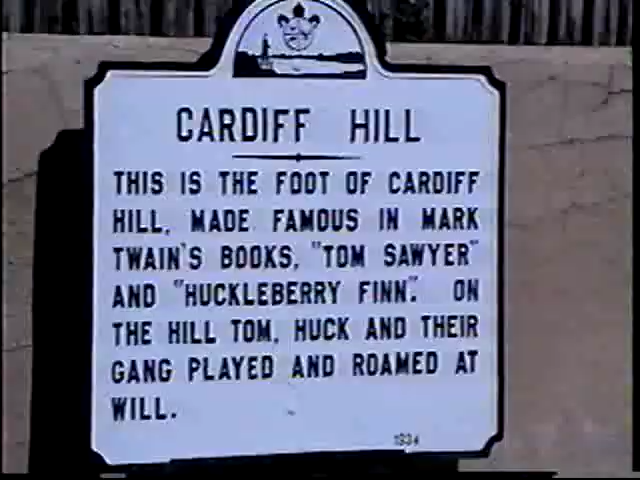 CARDIFF HILL
THIS IS THE FOOT OF CARDIFF
HILL, MADE FAMOUS IN MARK
TWAIN'S BOOKS, "TOM SAWYER"
AND "HUCKLEBERRY FINN". ON
THE HILL TOM, HUCK AND THEIR
GANG PLAYED AND ROAMED AT
WILL.
1934